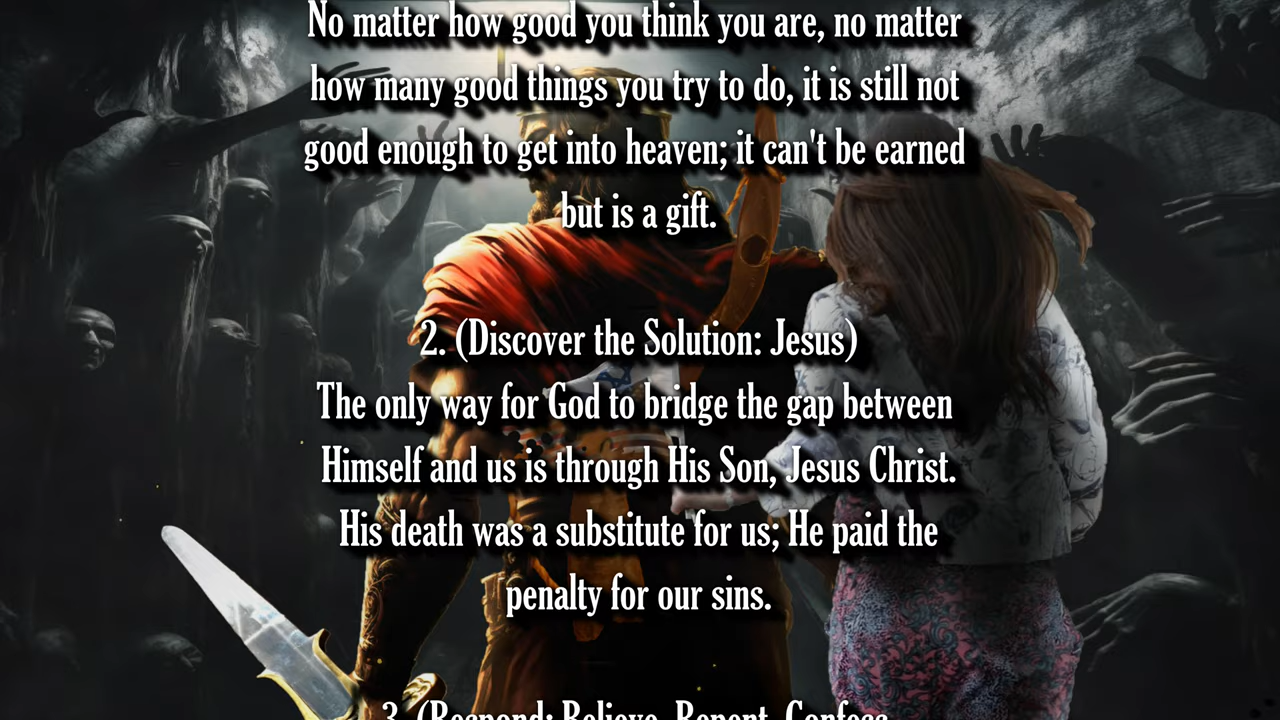 No matter how good you think you are, no matter
how many good things you try to do, it is still not
good enough to get into heaven; it can't be earned
but is a gift.
2. (Discover the Solution: Jesus)
The only way for God to bridge the gap between
Himself and us is through His Son, Jesus Christ.
His death was a substitute for us; He paid the
penalty for our sins.
3. (Respond: Believe, Repent, Confess